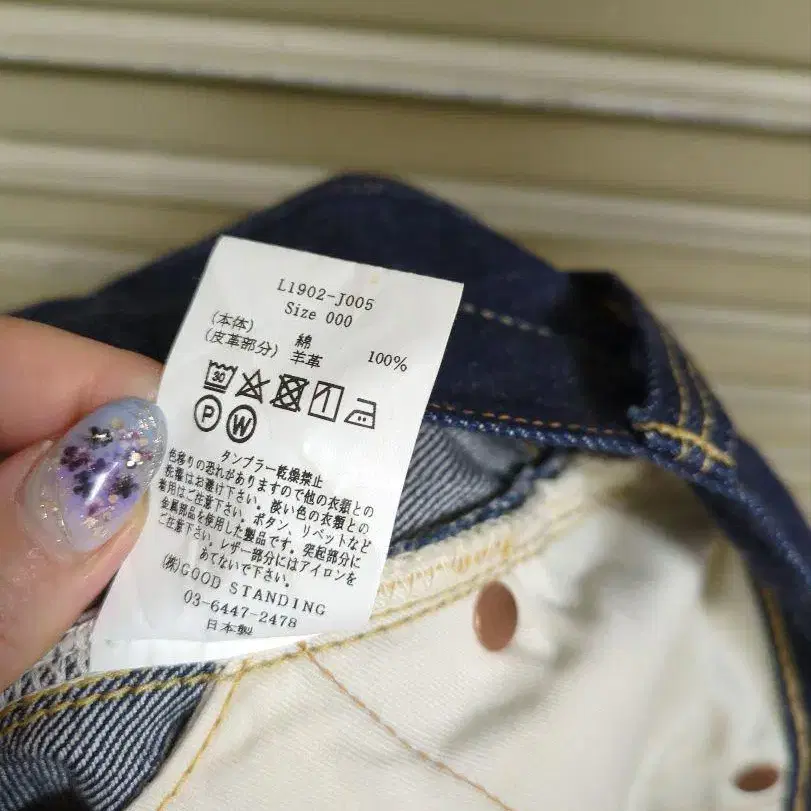 L1902-J005
Size 000
(本体) 綿 100%
(皮革部分) 羊革
30
P W
タンブラー乾燥禁止
色移りの恐れがありますので他の衣類との
洗濯はお避け下さい。淡い色の衣類との
着用はご注意下さい。ボタン、リベットなど
金属部品を使用した製品です。突起部分に
ご注意下さい。レザー部分にはアイロンを
あてないで下さい。
(株)GOOD STANDING
03-6447-2478
日本製